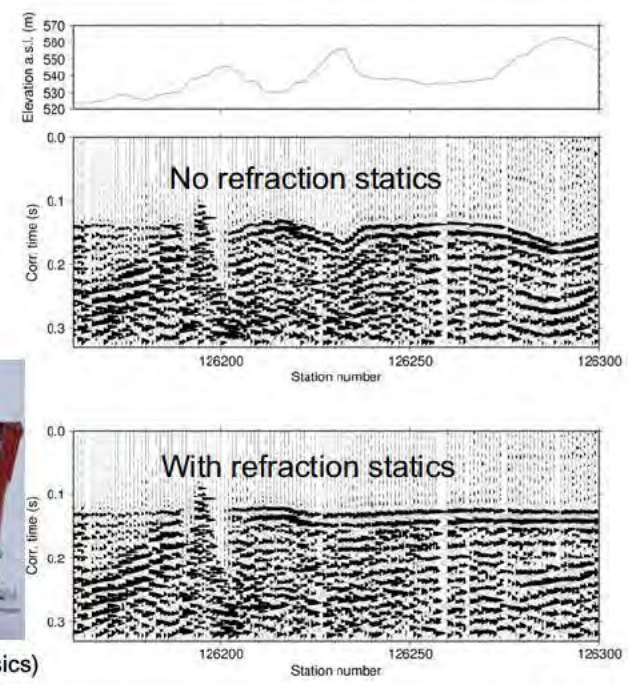 Elevation a.s.l. (m)
570
560
550
540
530
520
No refraction statics
Corr. time (s)
0.0
0.1
0.2
0.3
126200
126250
126300
Station number
With refraction statics
Corr. time (s)
0.0
0.1
0.2
0.3
126200
126250
126300
Station number
sics)